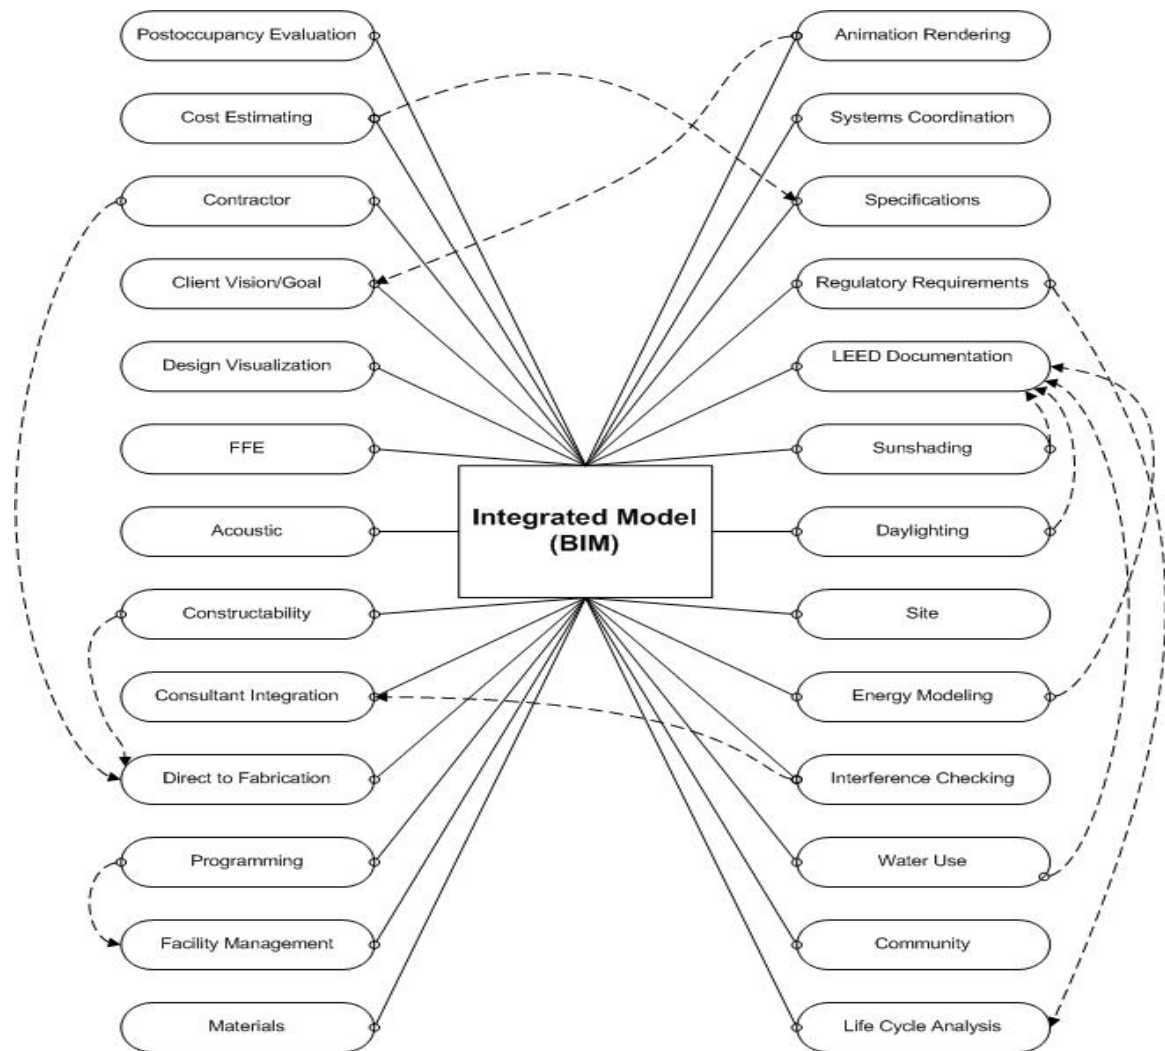 Postoccupancy Evaluation
Animation Rendering
Cost Estimating
Systems Coordination
Contractor
Specifications
Client Vision/Goal
Regulatory Requirements
Design Visualization
LEED Documentation
FFE
Sunshading
Integrated Model
(BIM)
Acoustic
Daylighting
Constructability
Site
Consultant Integration
Energy Modeling
Direct to Fabrication
Interference Checking
Programming
Water Use
Facility Management
Community
Materials
Life Cycle Analysis